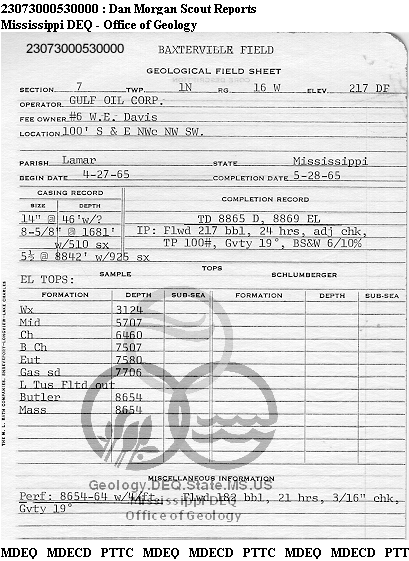 23073000530000 : Dan Morgan Scout Reports
Mississippi DEQ - Office of Geology
23073000530000 BAXTERVILLE FIELD
GEOLOGICAL FIELD SHEET
SECTION 7 TWP. 1N RG. 16 W ELEV. 217 DF
OPERATOR GULF OIL CORP.
FEE OWNER #6 W.E. Davis
LOCATION 100' S & E NWc NW SW.
PARISH Lamar STATE Mississippi
BEGIN DATE 4-27-65 COMPLETION DATE 5-28-65
CASING RECORD COMPLETION RECORD
SIZE DEPTH
14" @ 46'w/? TD 8865 D, 8869 EL
8-5/8" @ 1681' IP: Flwd 217 bbl, 24 hrs, adj chk,
w/510 sx TP 100#, Gvty 19°, BS&W 6/10%
5½ @ 8842' w/925 sx
TOPS
SAMPLE SCHLUMBERGER
EL TOPS:
FORMATION DEPTH SUB-SEA FORMATION DEPTH SUB-SEA
Wx 3124
Mid 5707
Ch 6460
B Ch 7507
Eut 7580
Gas sd 7706
L Tus Fltd out
Butler 8654
Mass 8654
Geology.DEQ.State.MS.US
MISCELLANEOUS INFORMATION
Perf: 8654-64 w/4/ft. Flwd 182 bbl, 21 hrs, 3/16" chk,
Mississippi DEQ
Gvty 19°
Office of Geology
MDEQ MDECD PTTC MDEQ MDECD PTTC MDEQ MDECD PTT